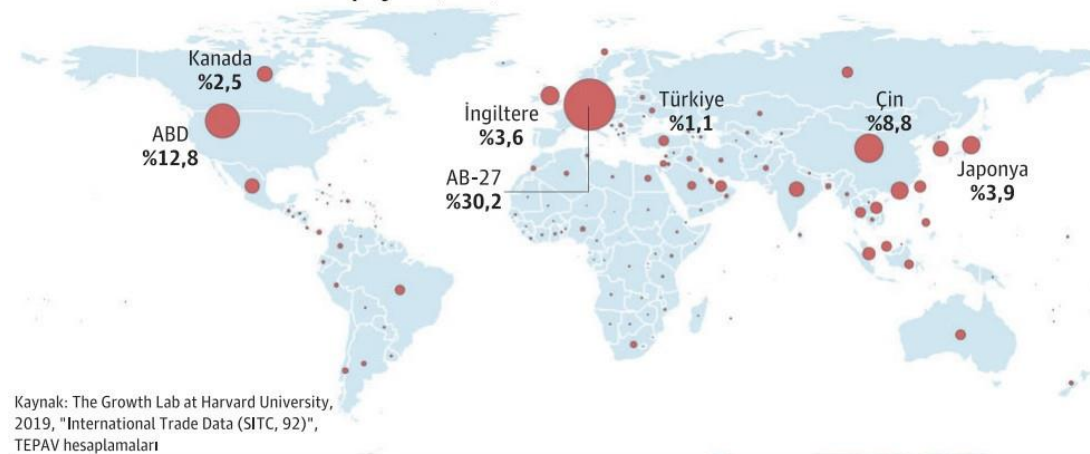 Kanada
%2,5
ABD
%12,8
İngiltere
%3,6
AB-27
%30,2
Türkiye
%1,1
Çin
%8,8
Japonya
%3,9
Kaynak: The Growth Lab at Harvard University,
2019, "International Trade Data (SITC, 92)",
TEPAV hesaplamaları